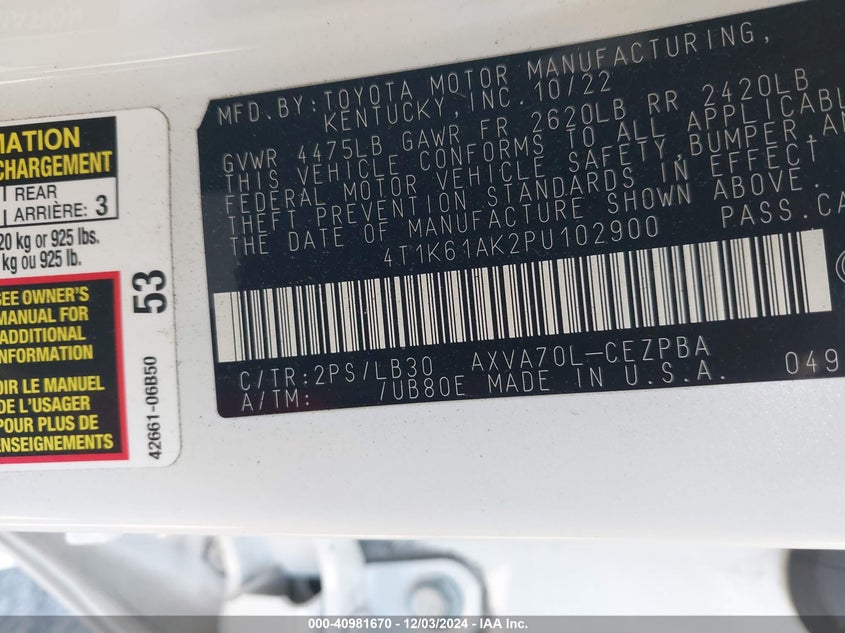 MFD.BY:TOYOTA MOTOR MANUFACTURING,
KENTUCKY,INC.10/22
GVWR 4475LB GAWR FR 2620LB RR 2420LB
THIS VEHICLE CONFORMS TO ALL APPLICABLE
FEDERAL MOTOR VEHICLE SAFETY,BUMPER,AN
THEFT PREVENTION STANDARDS IN EFFECT
THE DATE OF MANUFACTURE SHOWN ABOVE.
4T1K61AK2PU102900 PASS.CA
C/TR:2PS/LB30 AXVA70L-CEZPBA
A/TM: /UB80E MADE IN U.S.A. 049
MATION
CHARGEMENT
REAR
ARRIÈRE: 3
20 kg or 925 lbs.
kg ou 925 lb.
SEE OWNER'S
MANUAL FOR
ADDITIONAL
INFORMATION
OIR LE MANUEL
DE L'USAGER
POUR PLUS DE
ENSEIGNEMENTS
53
42661-06B50
000-40981670 - 12/03/2024 - IAA Inc.